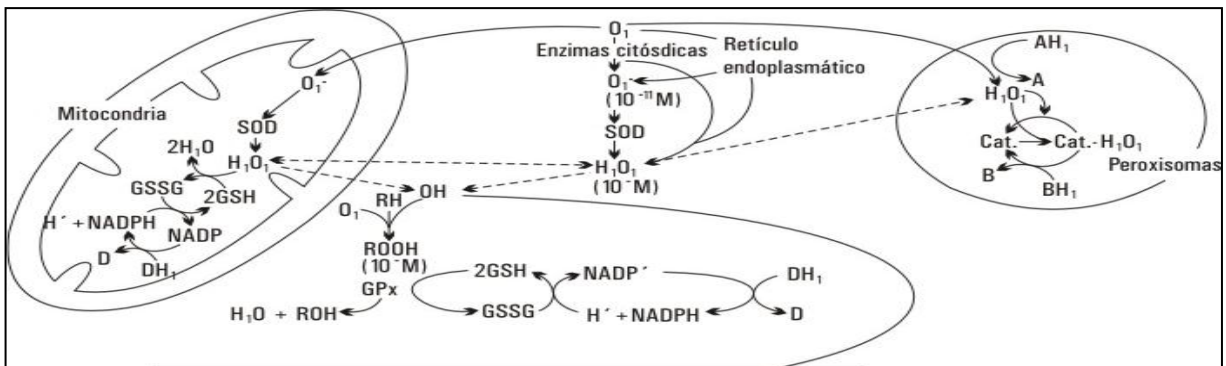 O₁
Enzimas citósdicas
Retículo
endoplasmático
O₁-
(10 -11 M)
SOD
H₁O₁
(10 -M)
Mitocondria
O₁-
SOD
H₁O₁
2H₁O
GSSG
2GSH
H´ + NADPH
NADP
D
DH₁
AH₁
A
H₁O₁
Cat.
Cat.- H₁O₁
Peroxisomas
B
BH₁
OH
RH
O₁
ROOH
(10 -M)
GPx
H₁O + ROH
2GSH
GSSG
NADP´
H´ + NADPH
DH₁
D